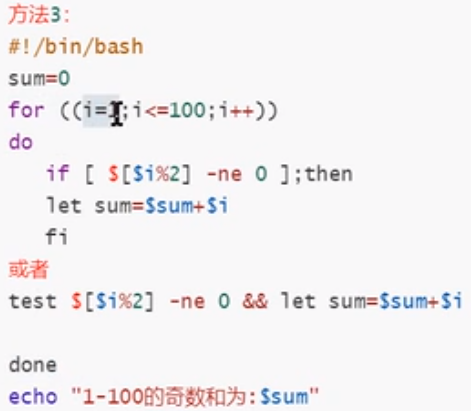 方法3:
#!/bin/bash
sum=0
for ((i=1;i<=100;i++))
do
if [ $[$i%2] -ne 0 ];then
let sum=$sum+$i
fi
或者
test $[$i%2] -ne 0 && let sum=$sum+$i
done
echo "1-100的奇数和为:$sum"